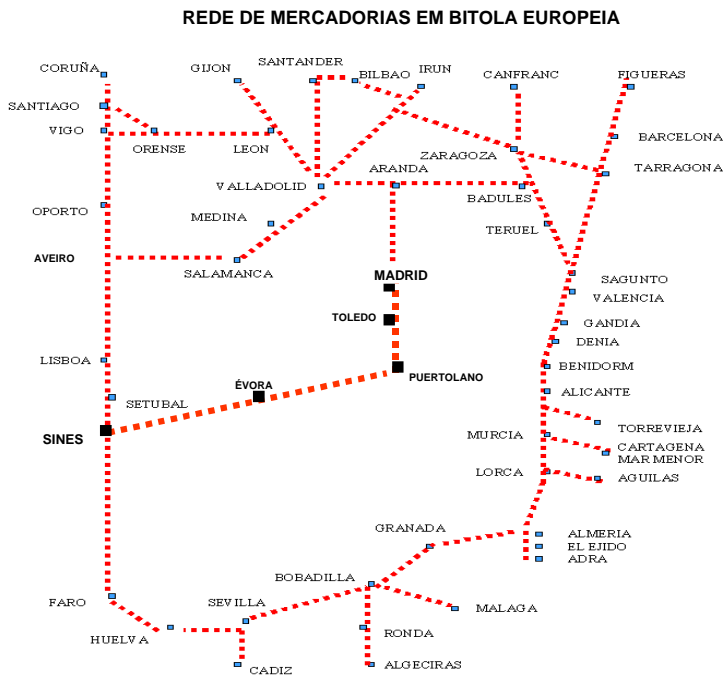 REDE DE MERCADORIAS EM BITOLA EUROPEIA
CORUÑA
GIJON
SANTANDER
BILBAO
IRUN
CANFRANC
FIGUERAS
SANTIAGO
VIGO
ORENSE
LEON
ZARAGOZA
BARCELONA
TARRAGONA
VALLADOLID
ARANDA
BADULES
OPORTO
MEDINA
TERUEL
AVEIRO
SALAMANCA
MADRID
SAGUNTO
VALENCIA
TOLEDO
GANDIA
DENIA
LISBOA
ÉVORA
PUERTOLANO
BENIDORM
SETUBAL
ALICANTE
SINES
MURCIA
TORREVIEJA
CARTAGENA
MAR MENOR
LORCA
AGUILAS
GRANADA
ALMERIA
EL EJIDO
ADRA
BOBADILLA
FARO
SEVILLA
MALAGA
HUELVA
RONDA
CADIZ
ALGECIRAS